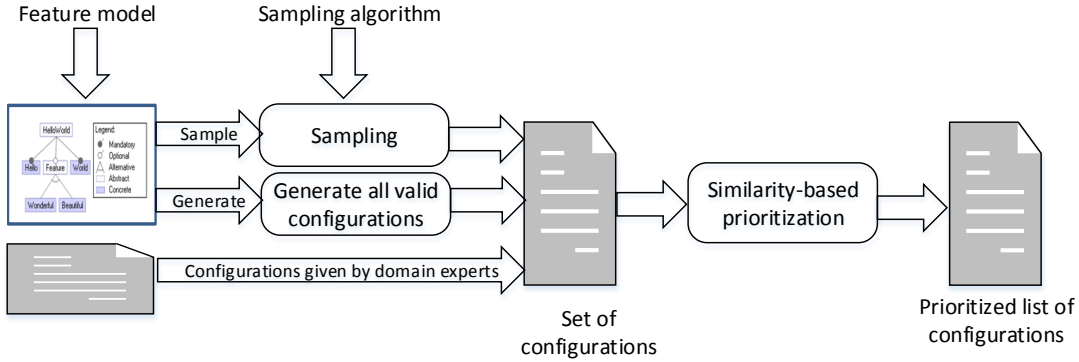 Feature model
Sampling algorithm
HelloWorld
Legend:
Mandatory
Optional
Alternative
Abstract
Concrete
Hello
Feature
World
Wonderful
Beautiful
Sample
Sampling
Generate
Generate all valid
configurations
Configurations given by domain experts
Set of
configurations
Similarity-based
prioritization
Prioritized list of
configurations